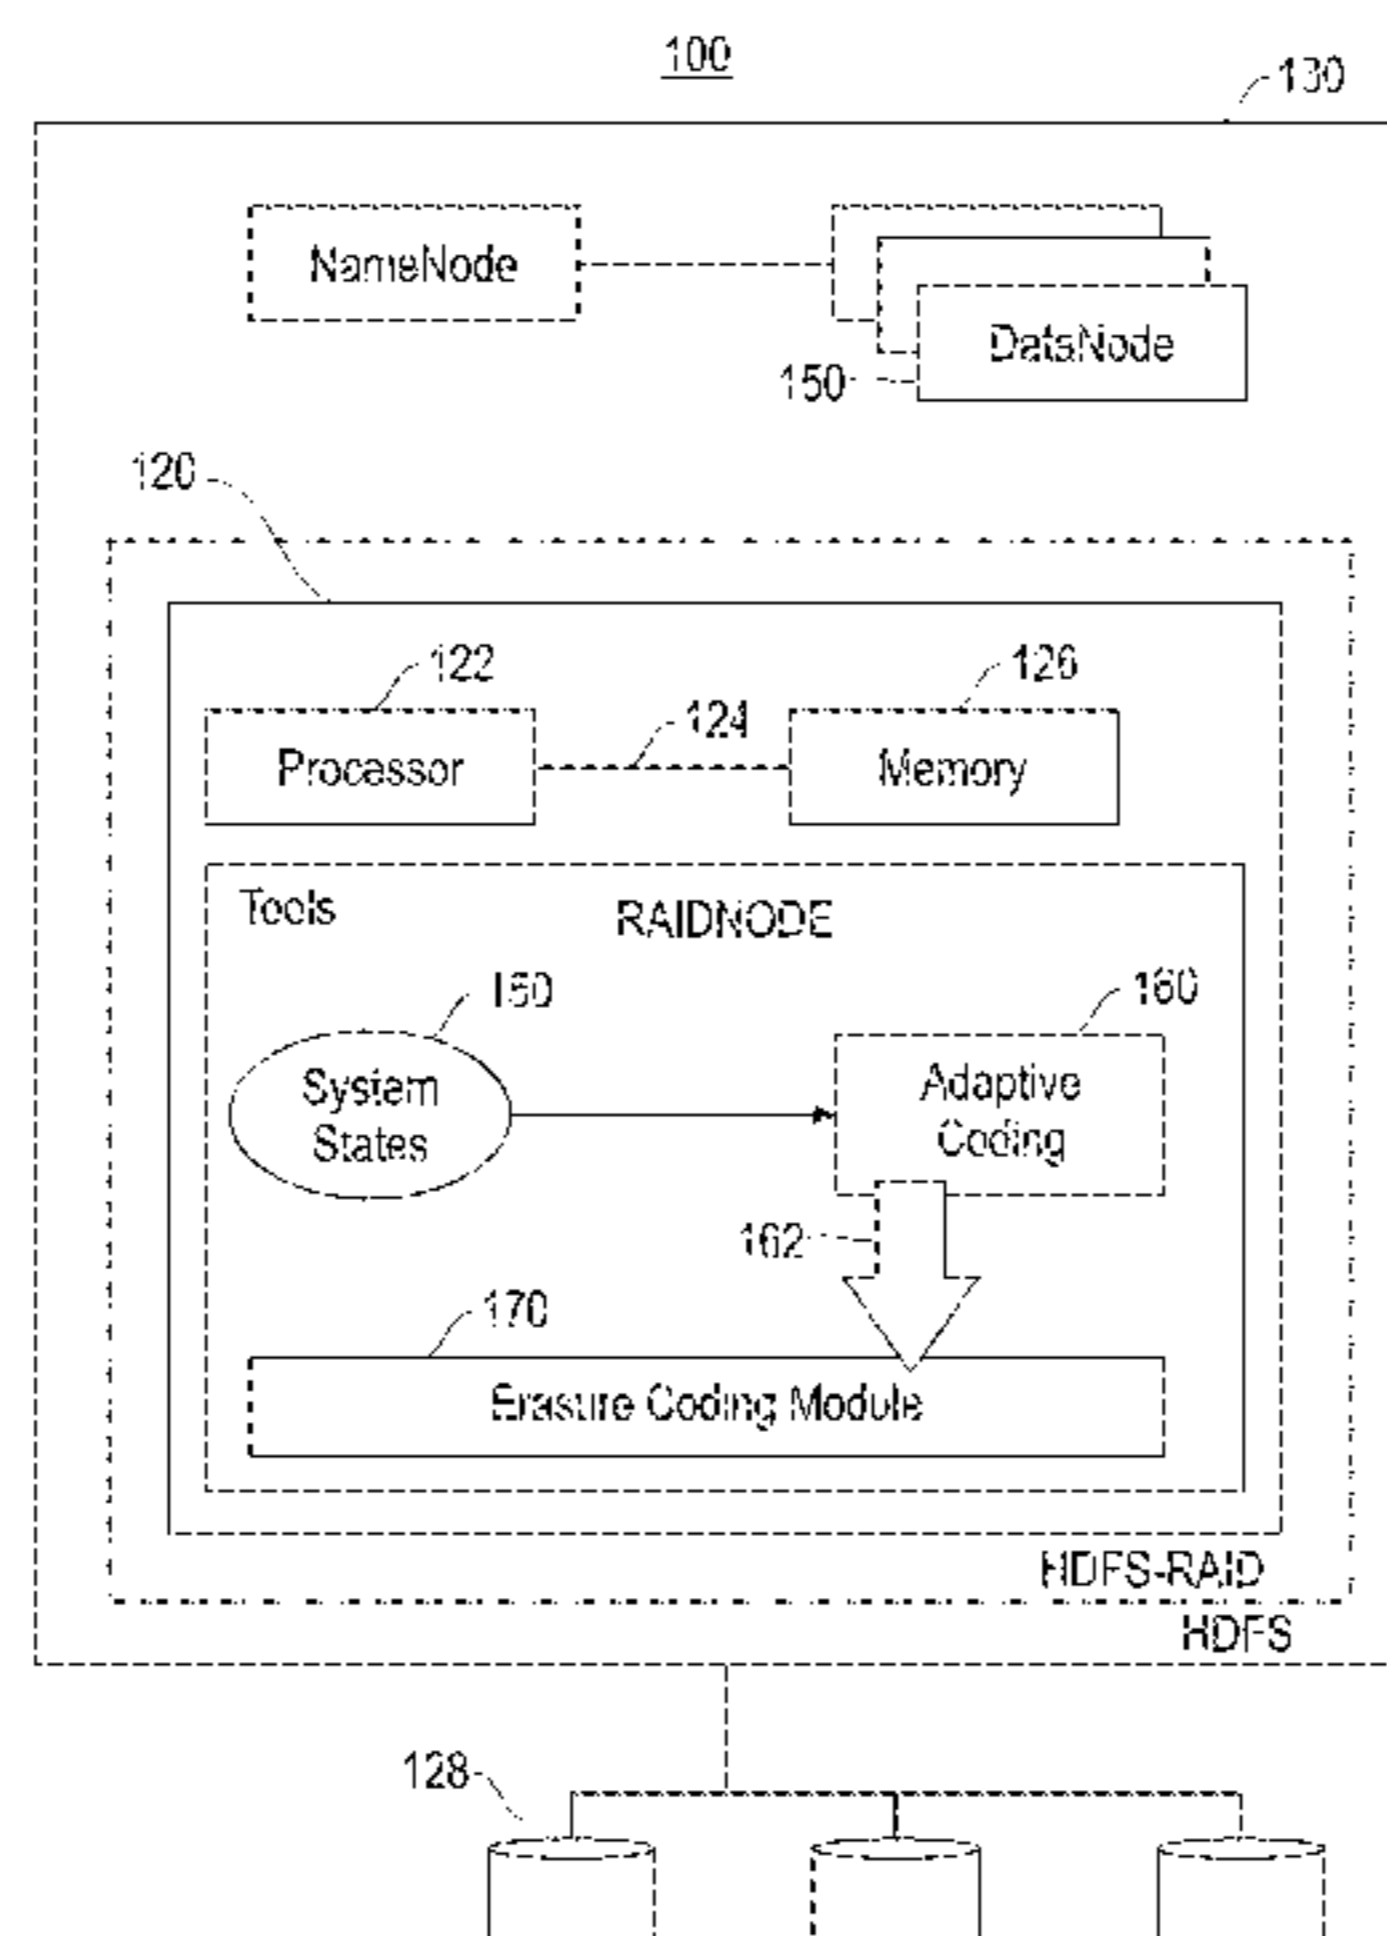 100
130
NameNode
DataNode
150
120
122
126
124
Processor
Memory
Tools
RAIDNODE
160
System
States
Adaptive
Coding
162
170
Erasure Coding Module
HDFS-RAID
HDFS
128